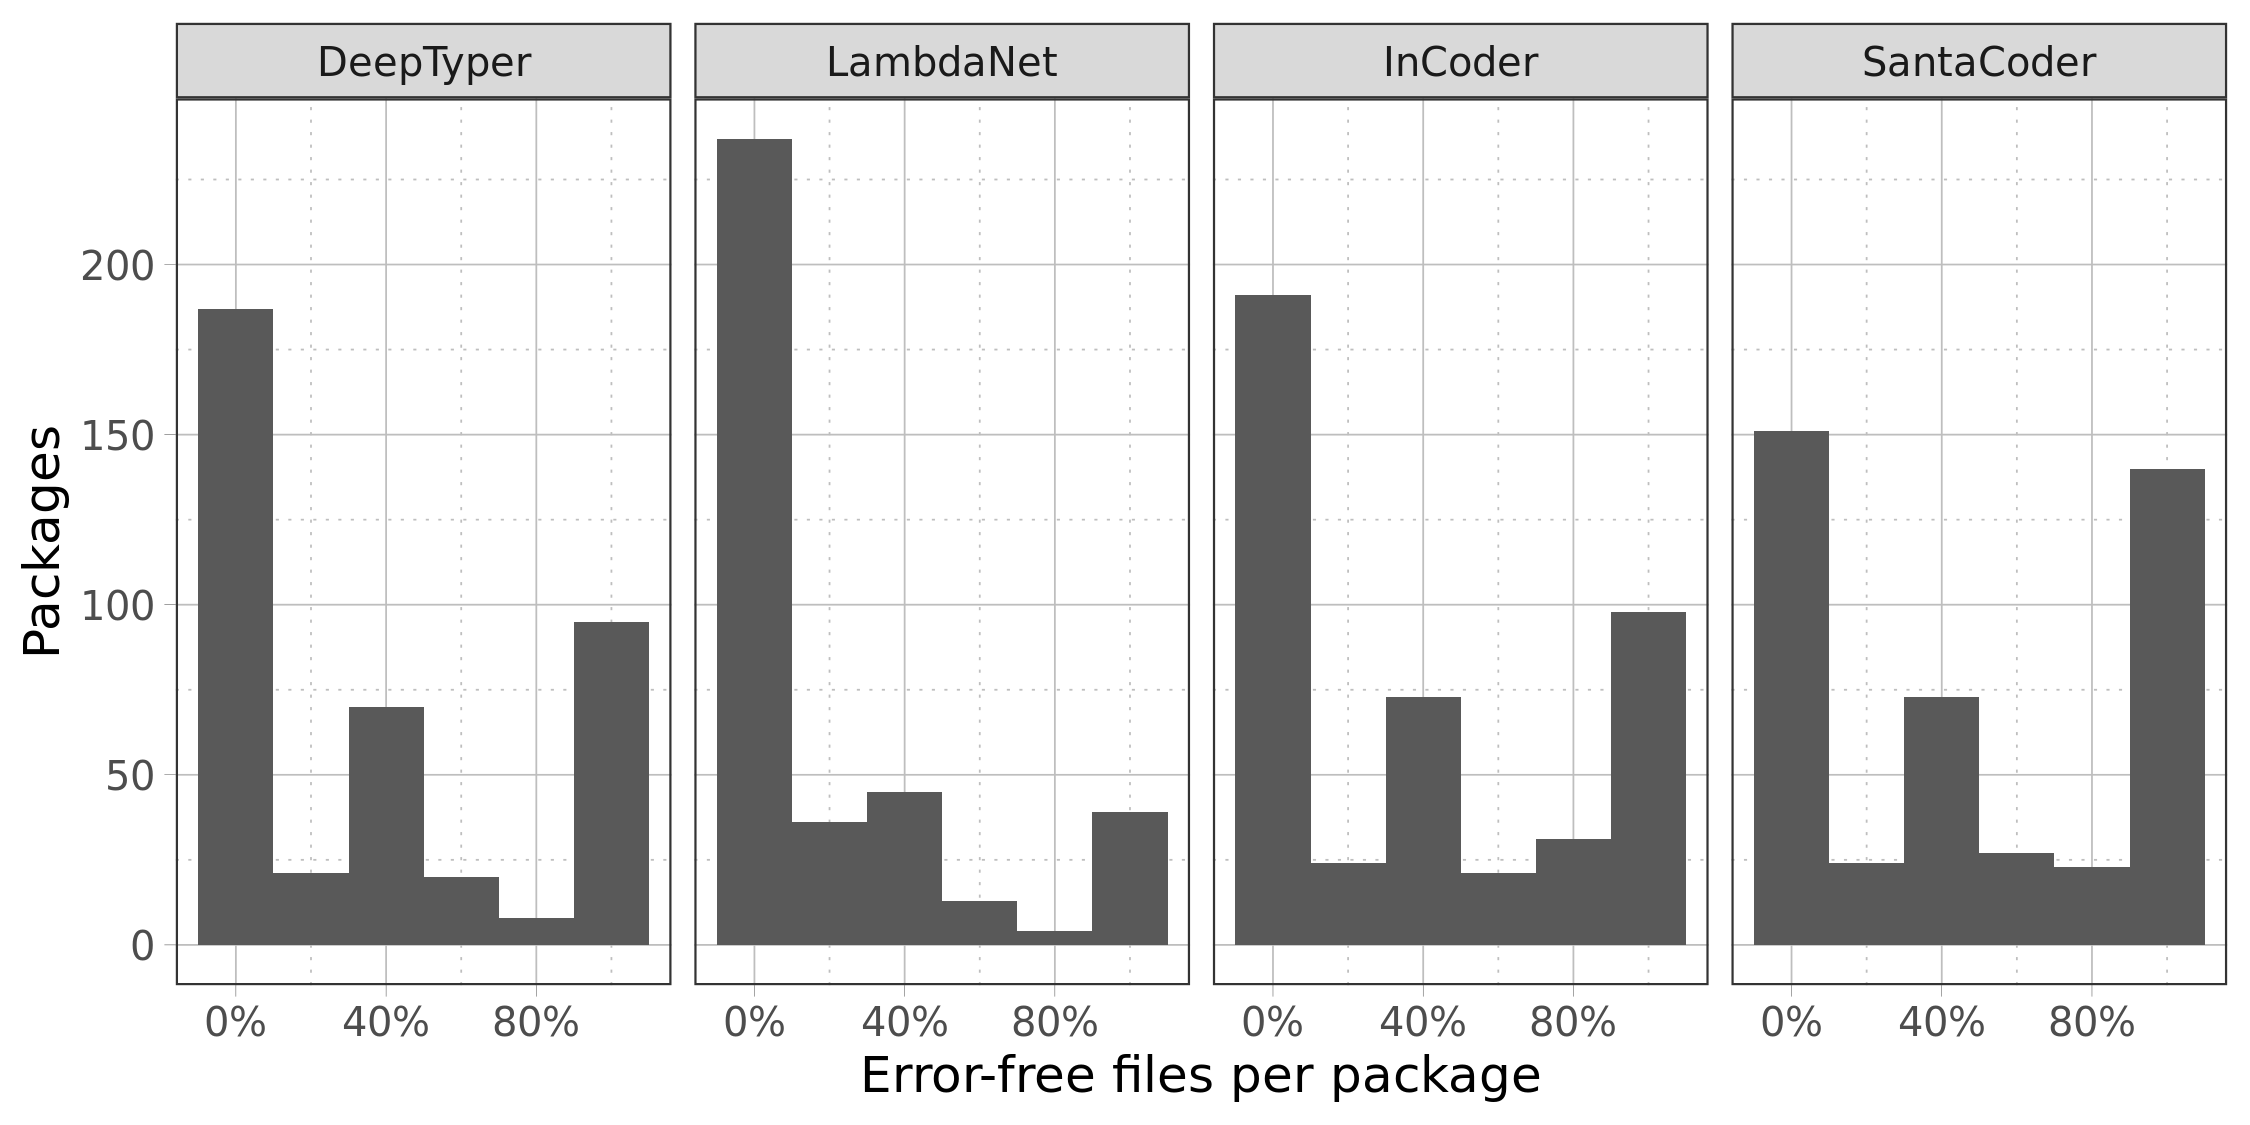 DeepTyper
LambdaNet
InCoder
SantaCoder
Packages
200
150
100
50
0
0% 40% 80%
0% 40% 80%
0% 40% 80%
0% 40% 80%
Error-free files per package